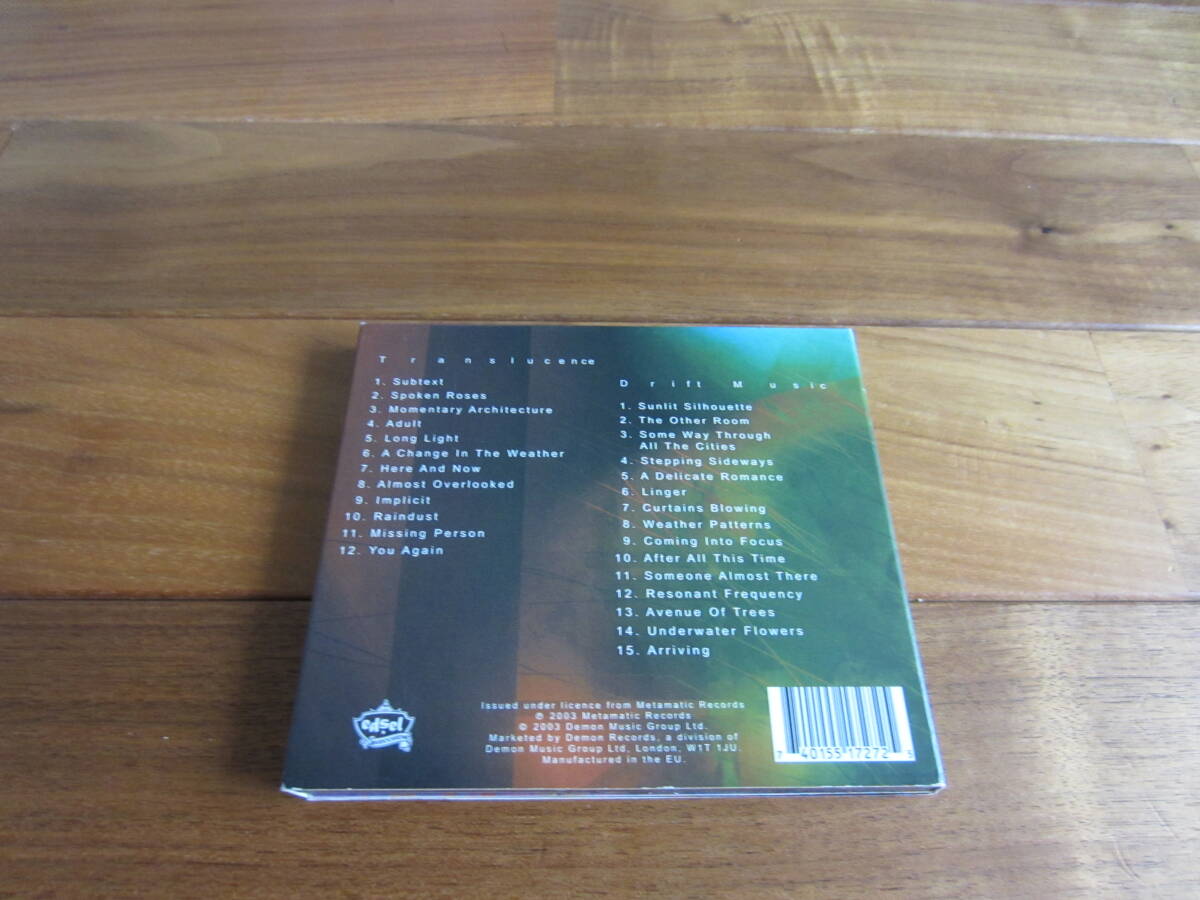 Translucence
1. Subtext
2. Spoken Roses
3. Momentary Architecture
4. Adult
5. Long Light
6. A Change In The Weather
7. Here And Now
8. Almost Overlooked
9. Implicit
10. Raindust
11. Missing Person
12. You Again
Drift Music
1. Sunlit Silhouette
2. The Other Room
3. Some Way Through
All The Cities
4. Stepping Sideways
5. A Delicate Romance
6. Linger
7. Curtains Blowing
8. Weather Patterns
9. Coming Into Focus
10. After All This Time
11. Someone Almost There
12. Resonant Frequency
13. Avenue Of Trees
14. Underwater Flowers
15. Arriving
edsel
Issued under licence from Metamatic Records
℗ 2003 Metamatic Records
© 2003 Demon Music Group Ltd.
Marketed by Demon Records, a division of
Demon Music Group Ltd, London, W1T 1JU.
Manufactured in the EU.
7 40155 17272 5